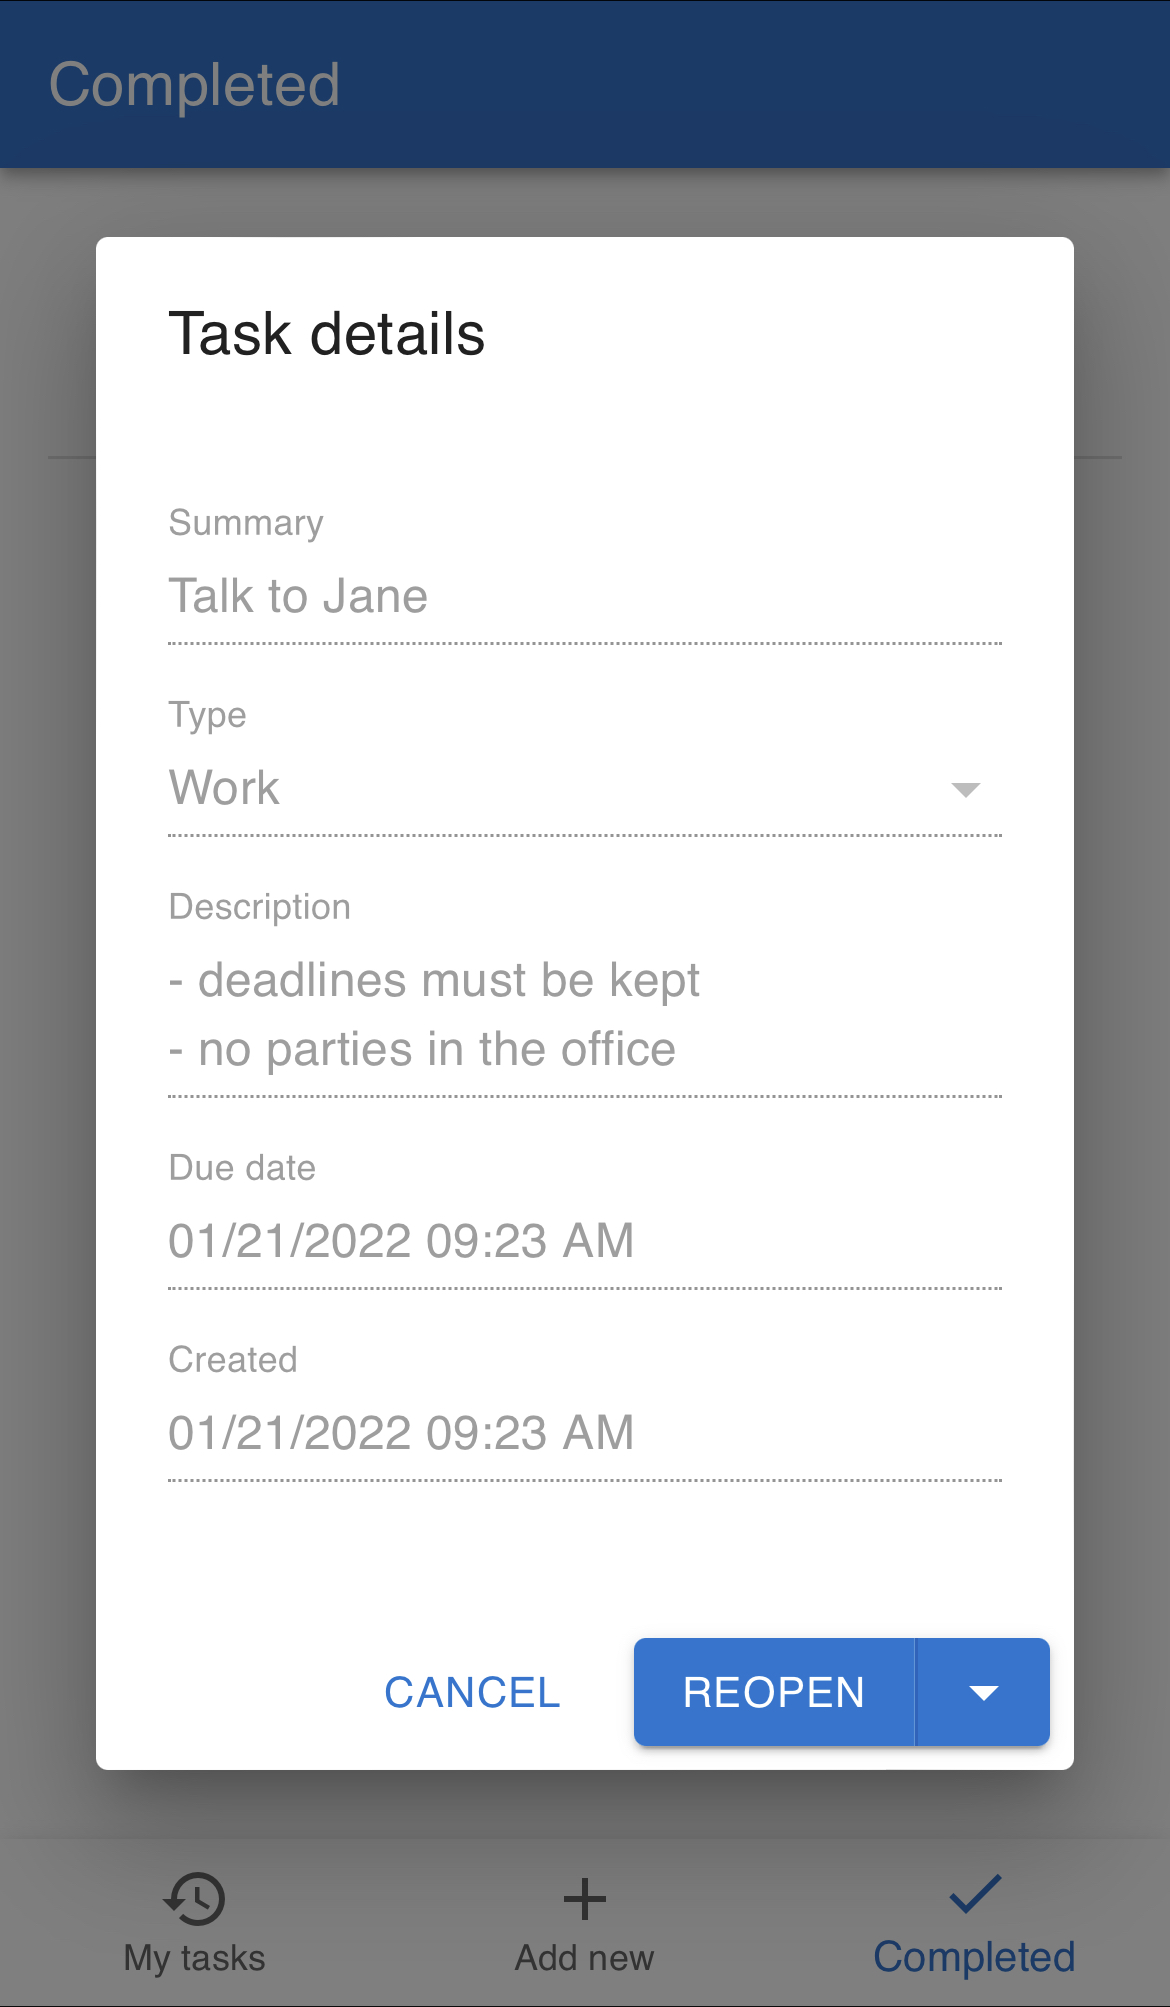 Completed
Task details
Summary
Talk to Jane
Type
Work
Description
- deadlines must be kept
- no parties in the office
Due date
01/21/2022 09:23 AM
Created
01/21/2022 09:23 AM
CANCEL REOPEN
My tasks Add new Completed